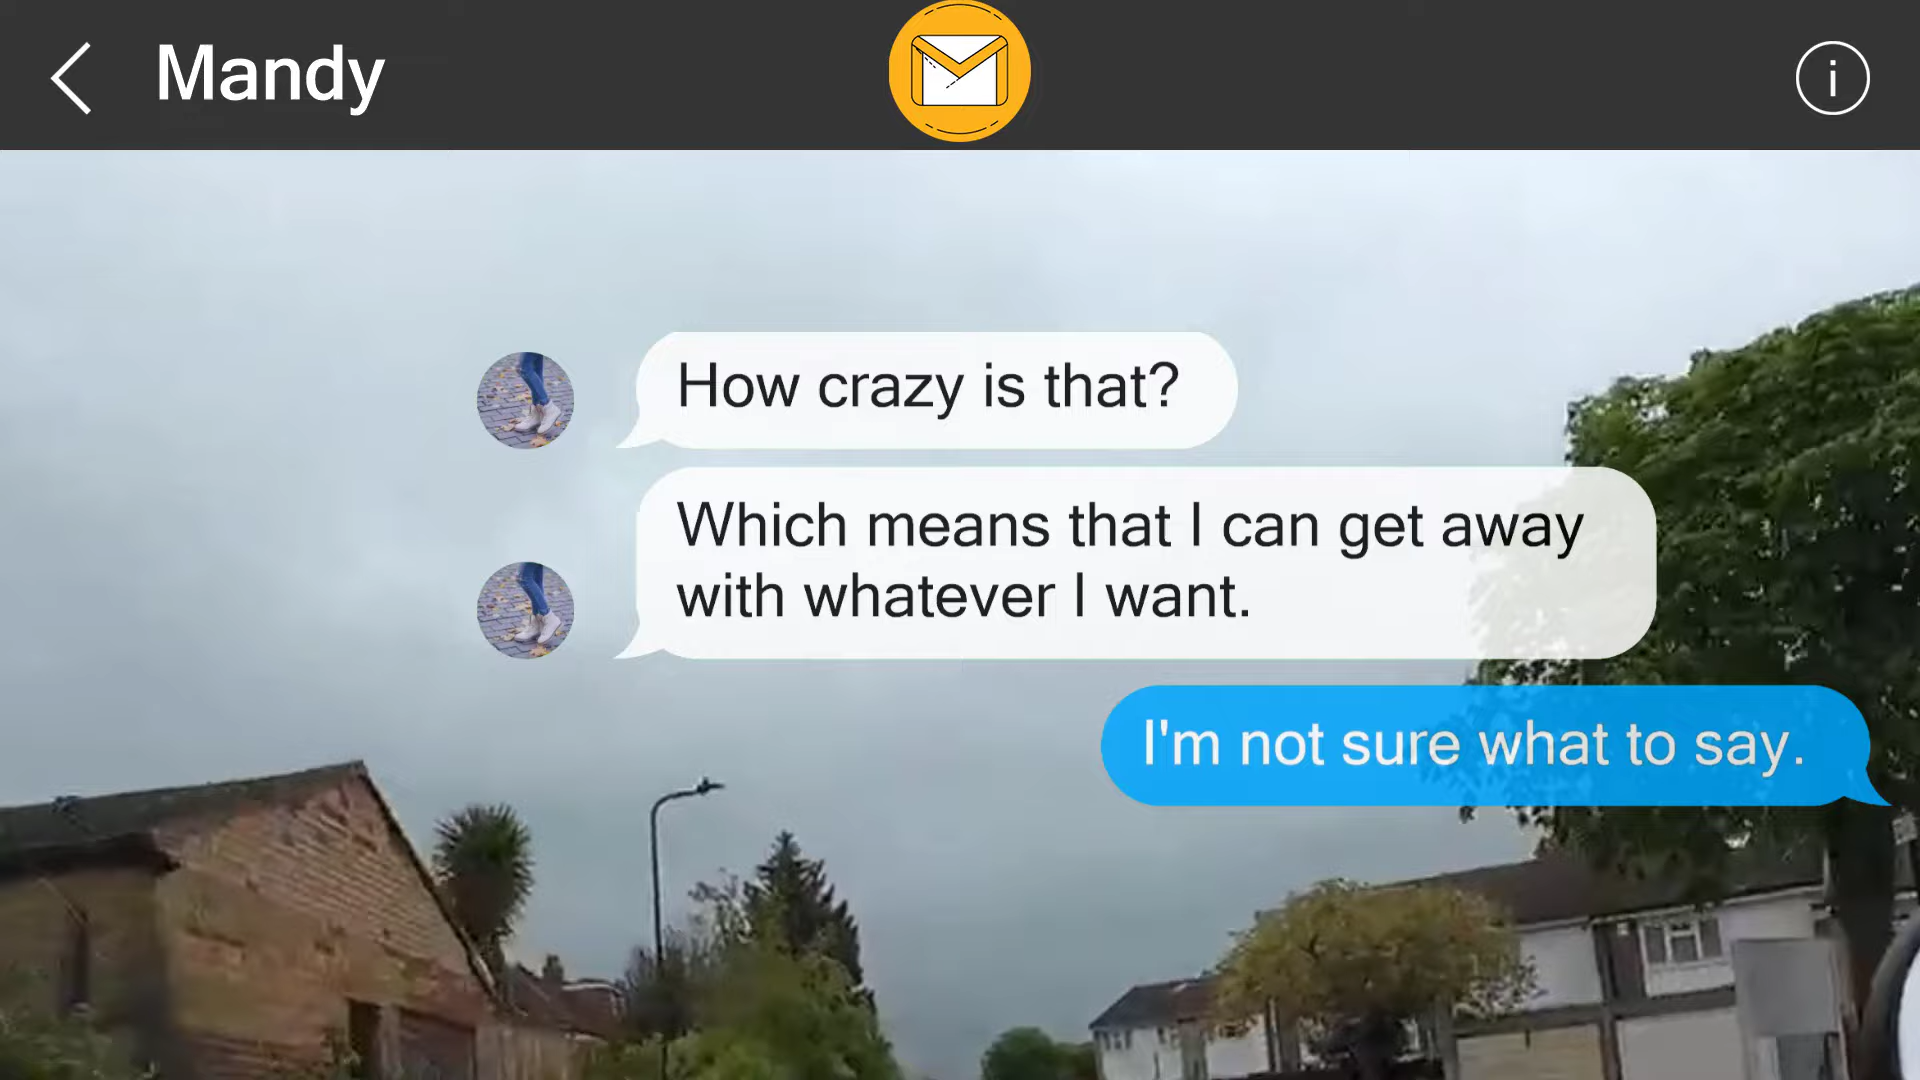 Mandy
i
How crazy is that?
Which means that I can get away
with whatever I want.
I'm not sure what to say.